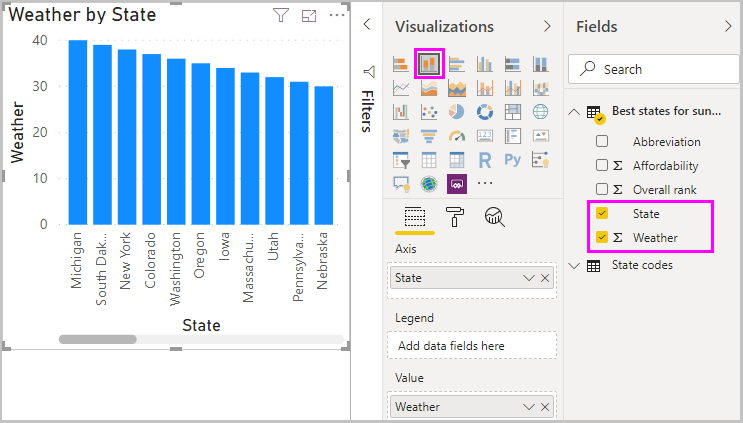 Weather by State
Weather
40
30
20
10
0
Michigan
South Dak...
New York
Colorado
Washington
Oregon
Iowa
Massachu...
Utah
Pennsylva...
Nebraska
State
Filters
Visualizations
123
R
Py
Axis
State
Legend
Add data fields here
Value
Weather
Fields
Search
Best states for sun...
Abbreviation
Σ Affordability
Σ Overall rank
State
Σ Weather
State codes